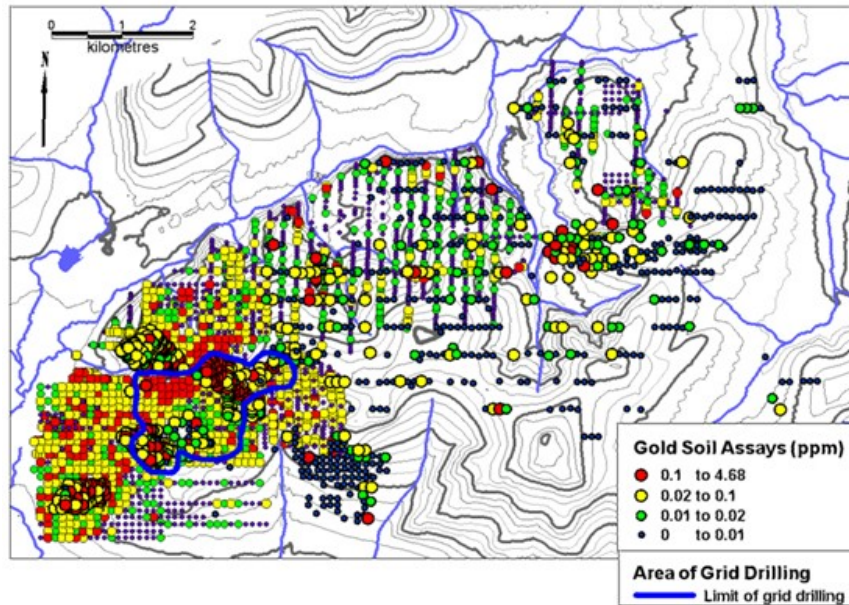 0 1 2
kilometres
N
Gold Soil Assays (ppm)
0.1 to 4.68
0.02 to 0.1
0.01 to 0.02
0 to 0.01
Area of Grid Drilling
Limit of grid drilling